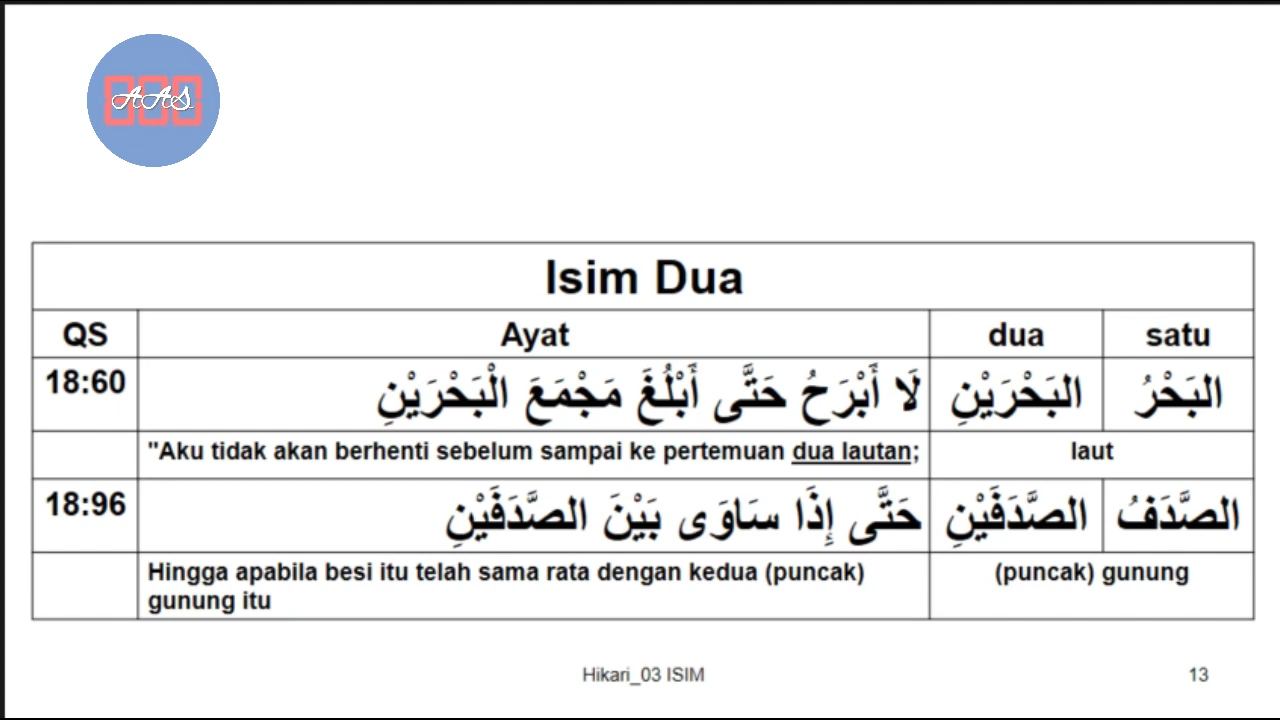 AAS
Isim Dua
QS Ayat dua satu
18:60 لَا أَبْرَحُ حَتَّى أَبْلُغَ مَجْمَعَ الْبَحْرَيْنِ البَحْرَيْنِ البَحْرُ
"Aku tidak akan berhenti sebelum sampai ke pertemuan dua lautan; laut
18:96 حَتَّى إِذَا سَاوَى بَيْنَ الصَّدَفَيْنِ الصَّدَفَيْنِ الصَّدَفُ
Hingga apabila besi itu telah sama rata dengan kedua (puncak) (puncak) gunung
gunung itu
Hikari_03 ISIM 13